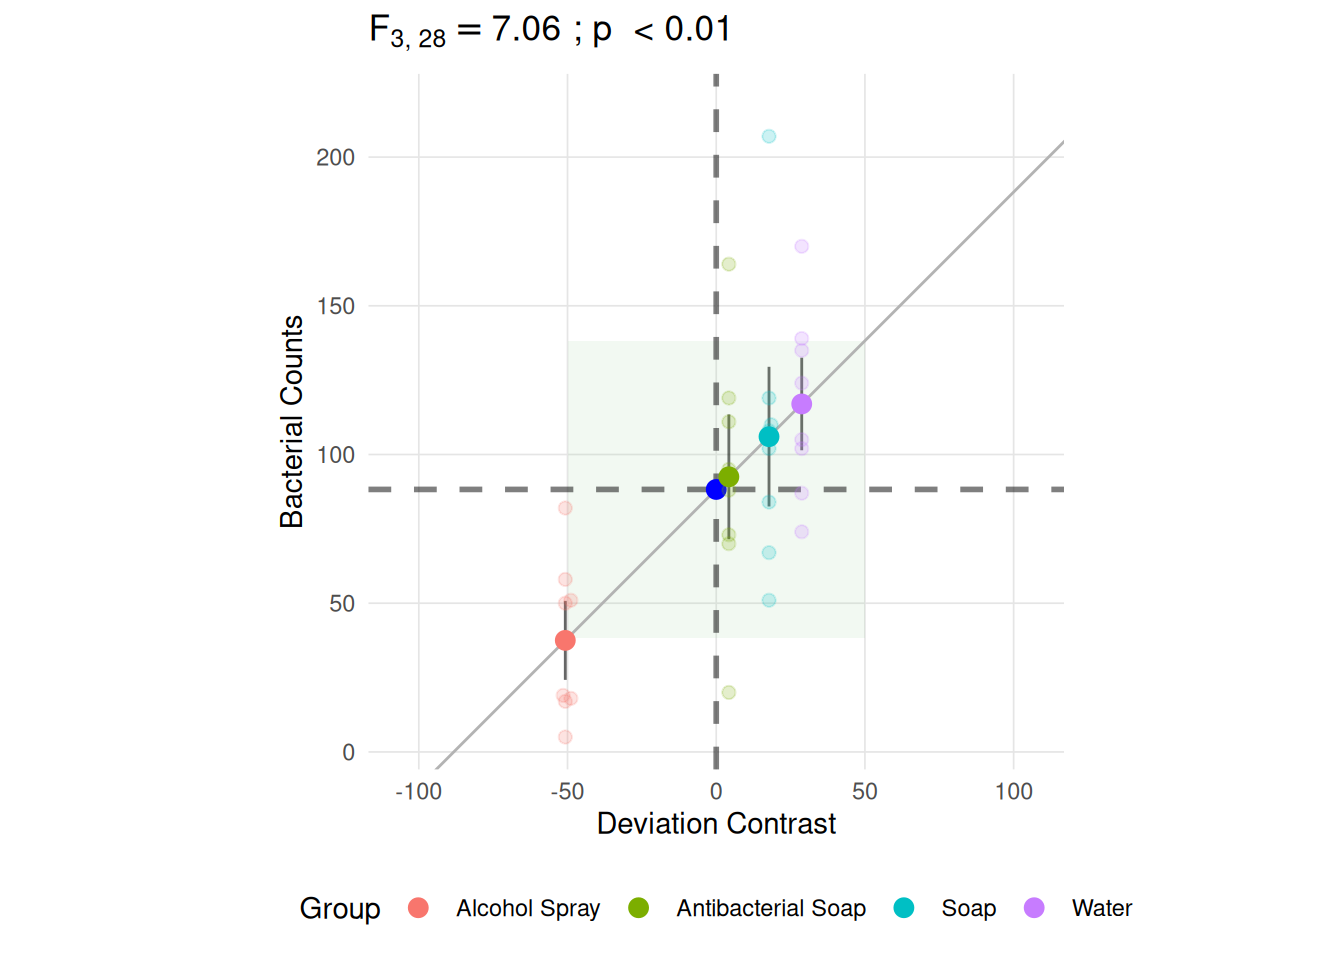 F3, 28 = 7.06 ; p < 0.01
Bacterial Counts
200
150
100
50
0
-100 -50 0 50 100
Deviation Contrast
Group Alcohol Spray Antibacterial Soap Soap Water